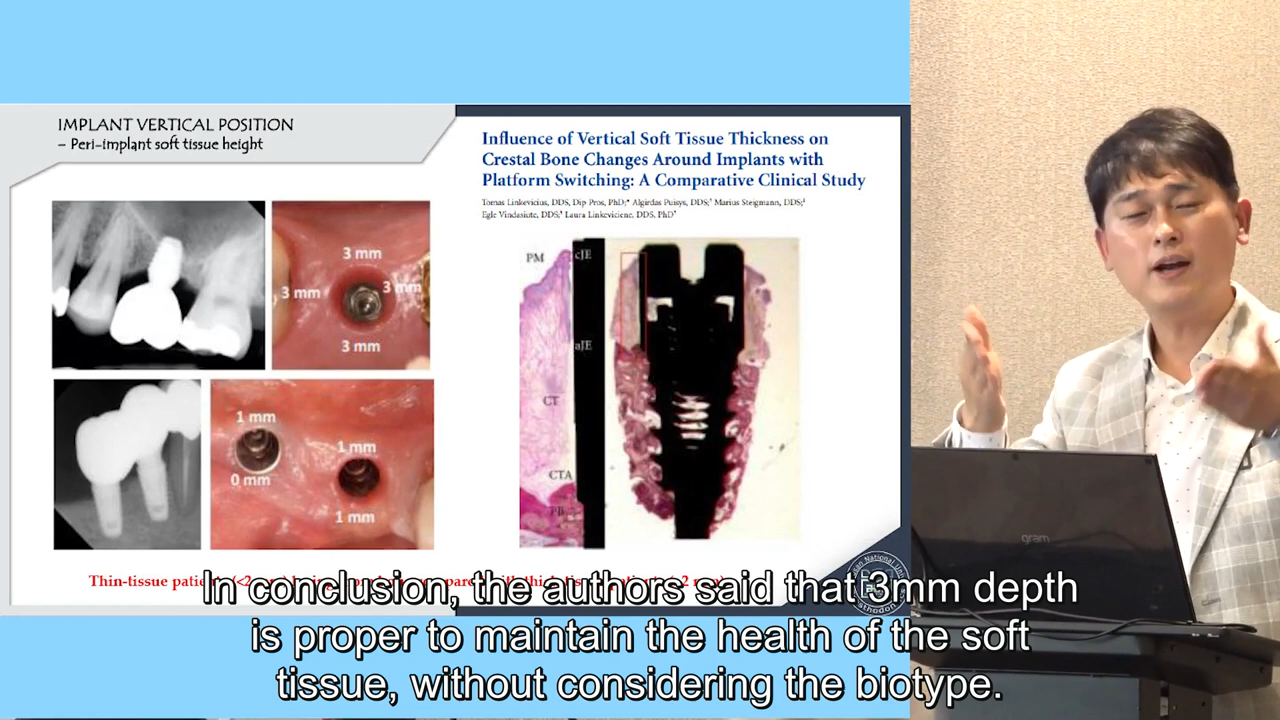 IMPLANT VERTICAL POSITION
– Peri-implant soft tissue height
Influence of Vertical Soft Tissue Thickness on
Crestal Bone Changes Around Implants with
Platform Switching: A Comparative Clinical Study
Tomas Linkevicius, DDS, Dip Pros, PhD;* Algirdas Puisys, DDS;† Marius Steigmann, DDS;‡
Egle Vindasiute, DDS;§ Laura Linkeviciene, DDS, PhD¶
3 mm
3 mm
3 mm
3 mm
1 mm
0 mm
1 mm
1 mm
PM
cJE
aJE
CT
CTA
PB
Thin-tissue
gram
In conclusion, the authors said that 3mm depth
is proper to maintain the health of the soft
tissue, without considering the biotype.